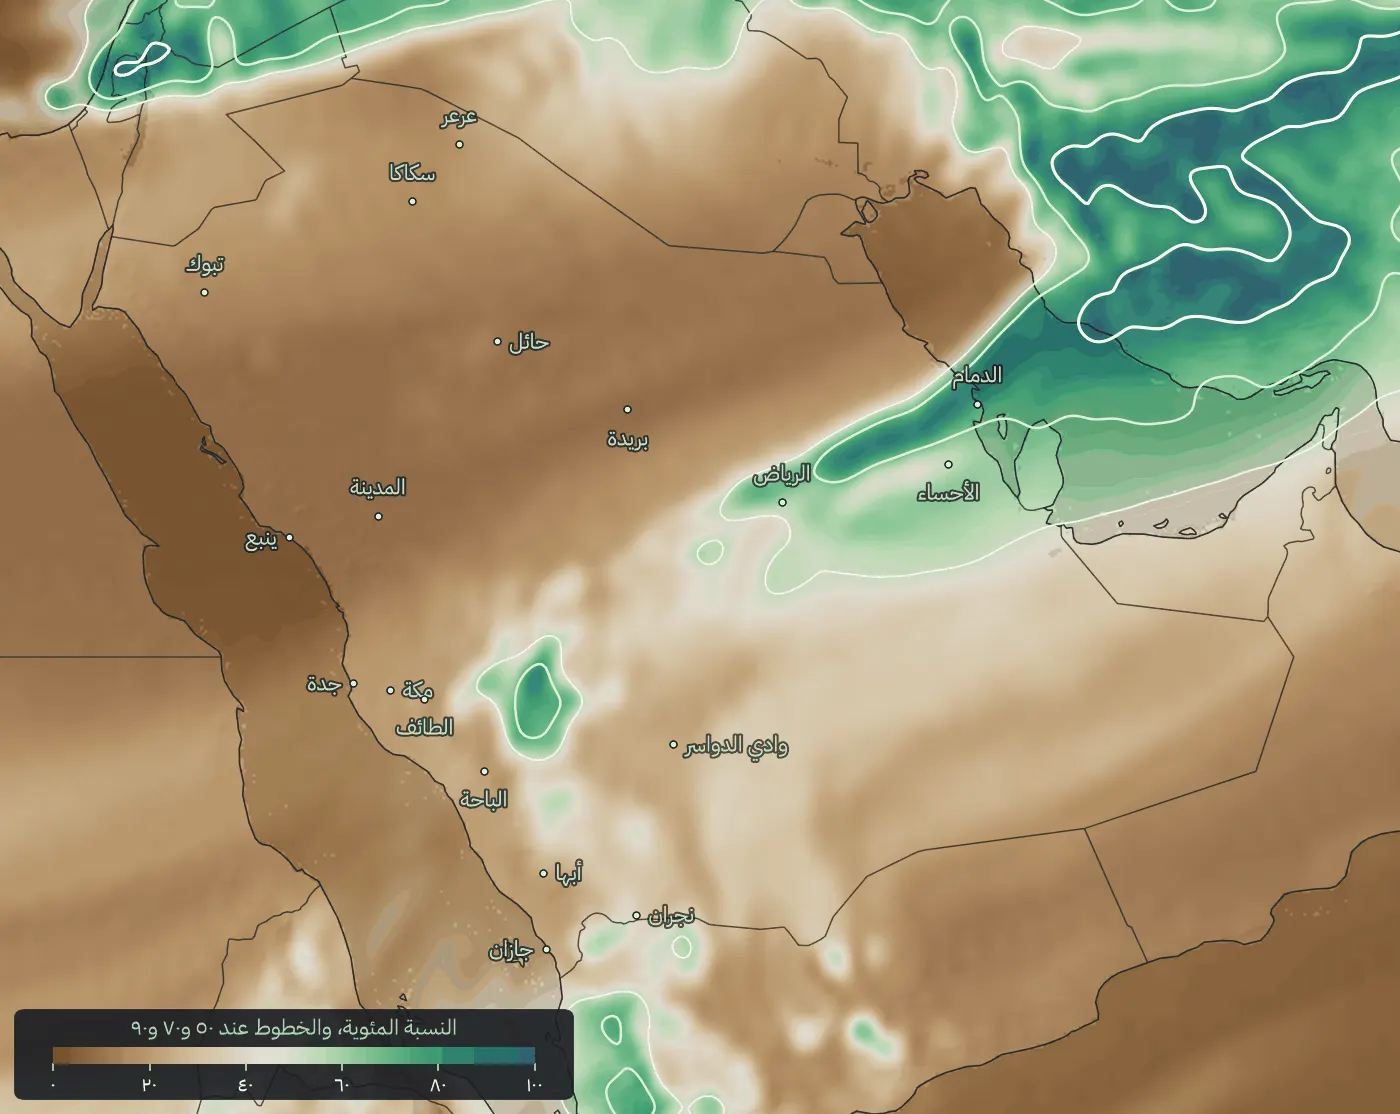 عرعر
سكاكا
تبوك
حائل
الدمام
بريدة
الرياض
المدينة
الأحساء
ينبع
جدة
مكة
الطائف
وادي الدواسر
الباحة
أبها
نجران
جازان
النسبة المئوية، والخطوط عند ٥٠ و٧٠ و٩٠
٠ ٢٠ ٤٠ ٦٠ ٨٠ ١٠٠